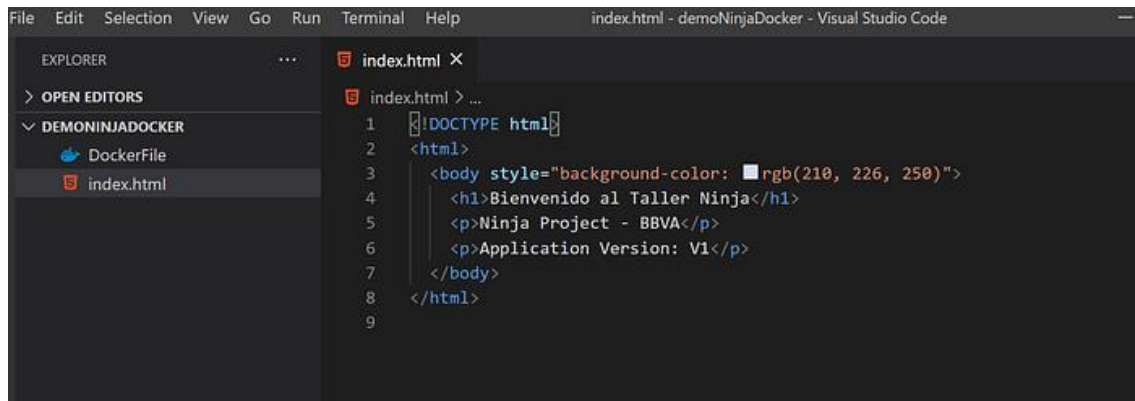 File Edit Selection View Go Run Terminal Help index.html - demoNinjaDocker - Visual Studio Code
EXPLORER
OPEN EDITORS
DEMONINJADOCKER
DockerFile
index.html
index.html
index.html > ...
1 <!DOCTYPE html>
2 <html>
3 <body style="background-color: rgb(210, 226, 250)">
4 <h1>Bienvenido al Taller Ninja</h1>
5 <p>Ninja Project - BBVA</p>
6 <p>Application Version: V1</p>
7 </body>
8 </html>
9